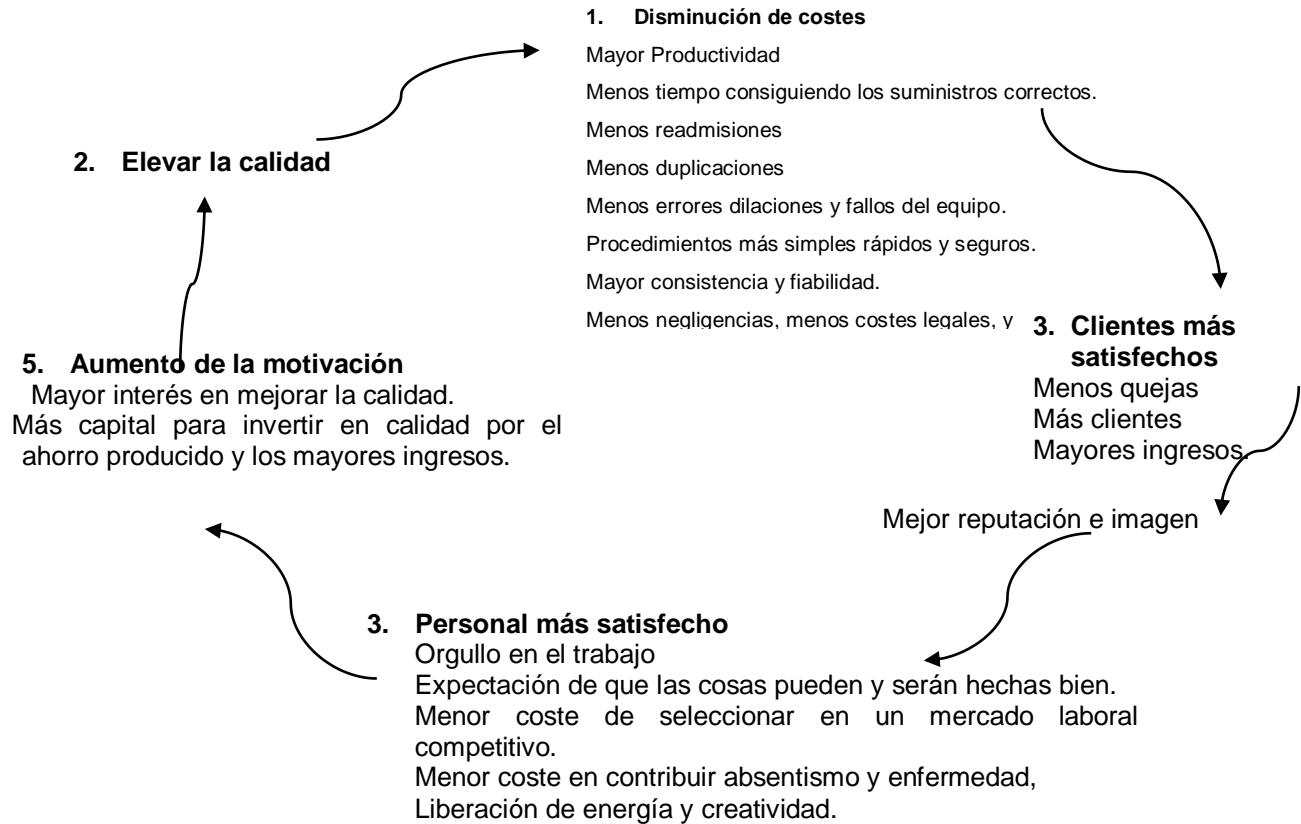 1. Disminución de costes
Mayor Productividad
Menos tiempo consiguiendo los suministros correctos.
Menos readmisiones
Menos duplicaciones
Menos errores dilaciones y fallos del equipo.
Procedimientos más simples rápidos y seguros.
Mayor consistencia y fiabilidad.
Menos negligencias, menos costes legales, y
2. Elevar la calidad
3. Clientes más
satisfechos
Menos quejas
Más clientes
Mayores ingresos.
Mejor reputación e imagen
5. Aumento de la motivación
Mayor interés en mejorar la calidad.
Más capital para invertir en calidad por el
ahorro producido y los mayores ingresos.
3. Personal más satisfecho
Orgullo en el trabajo
Expectación de que las cosas pueden y serán hechas bien.
Menor coste de seleccionar en un mercado laboral
competitivo.
Menor coste en contribuir absentismo y enfermedad,
Liberación de energía y creatividad.